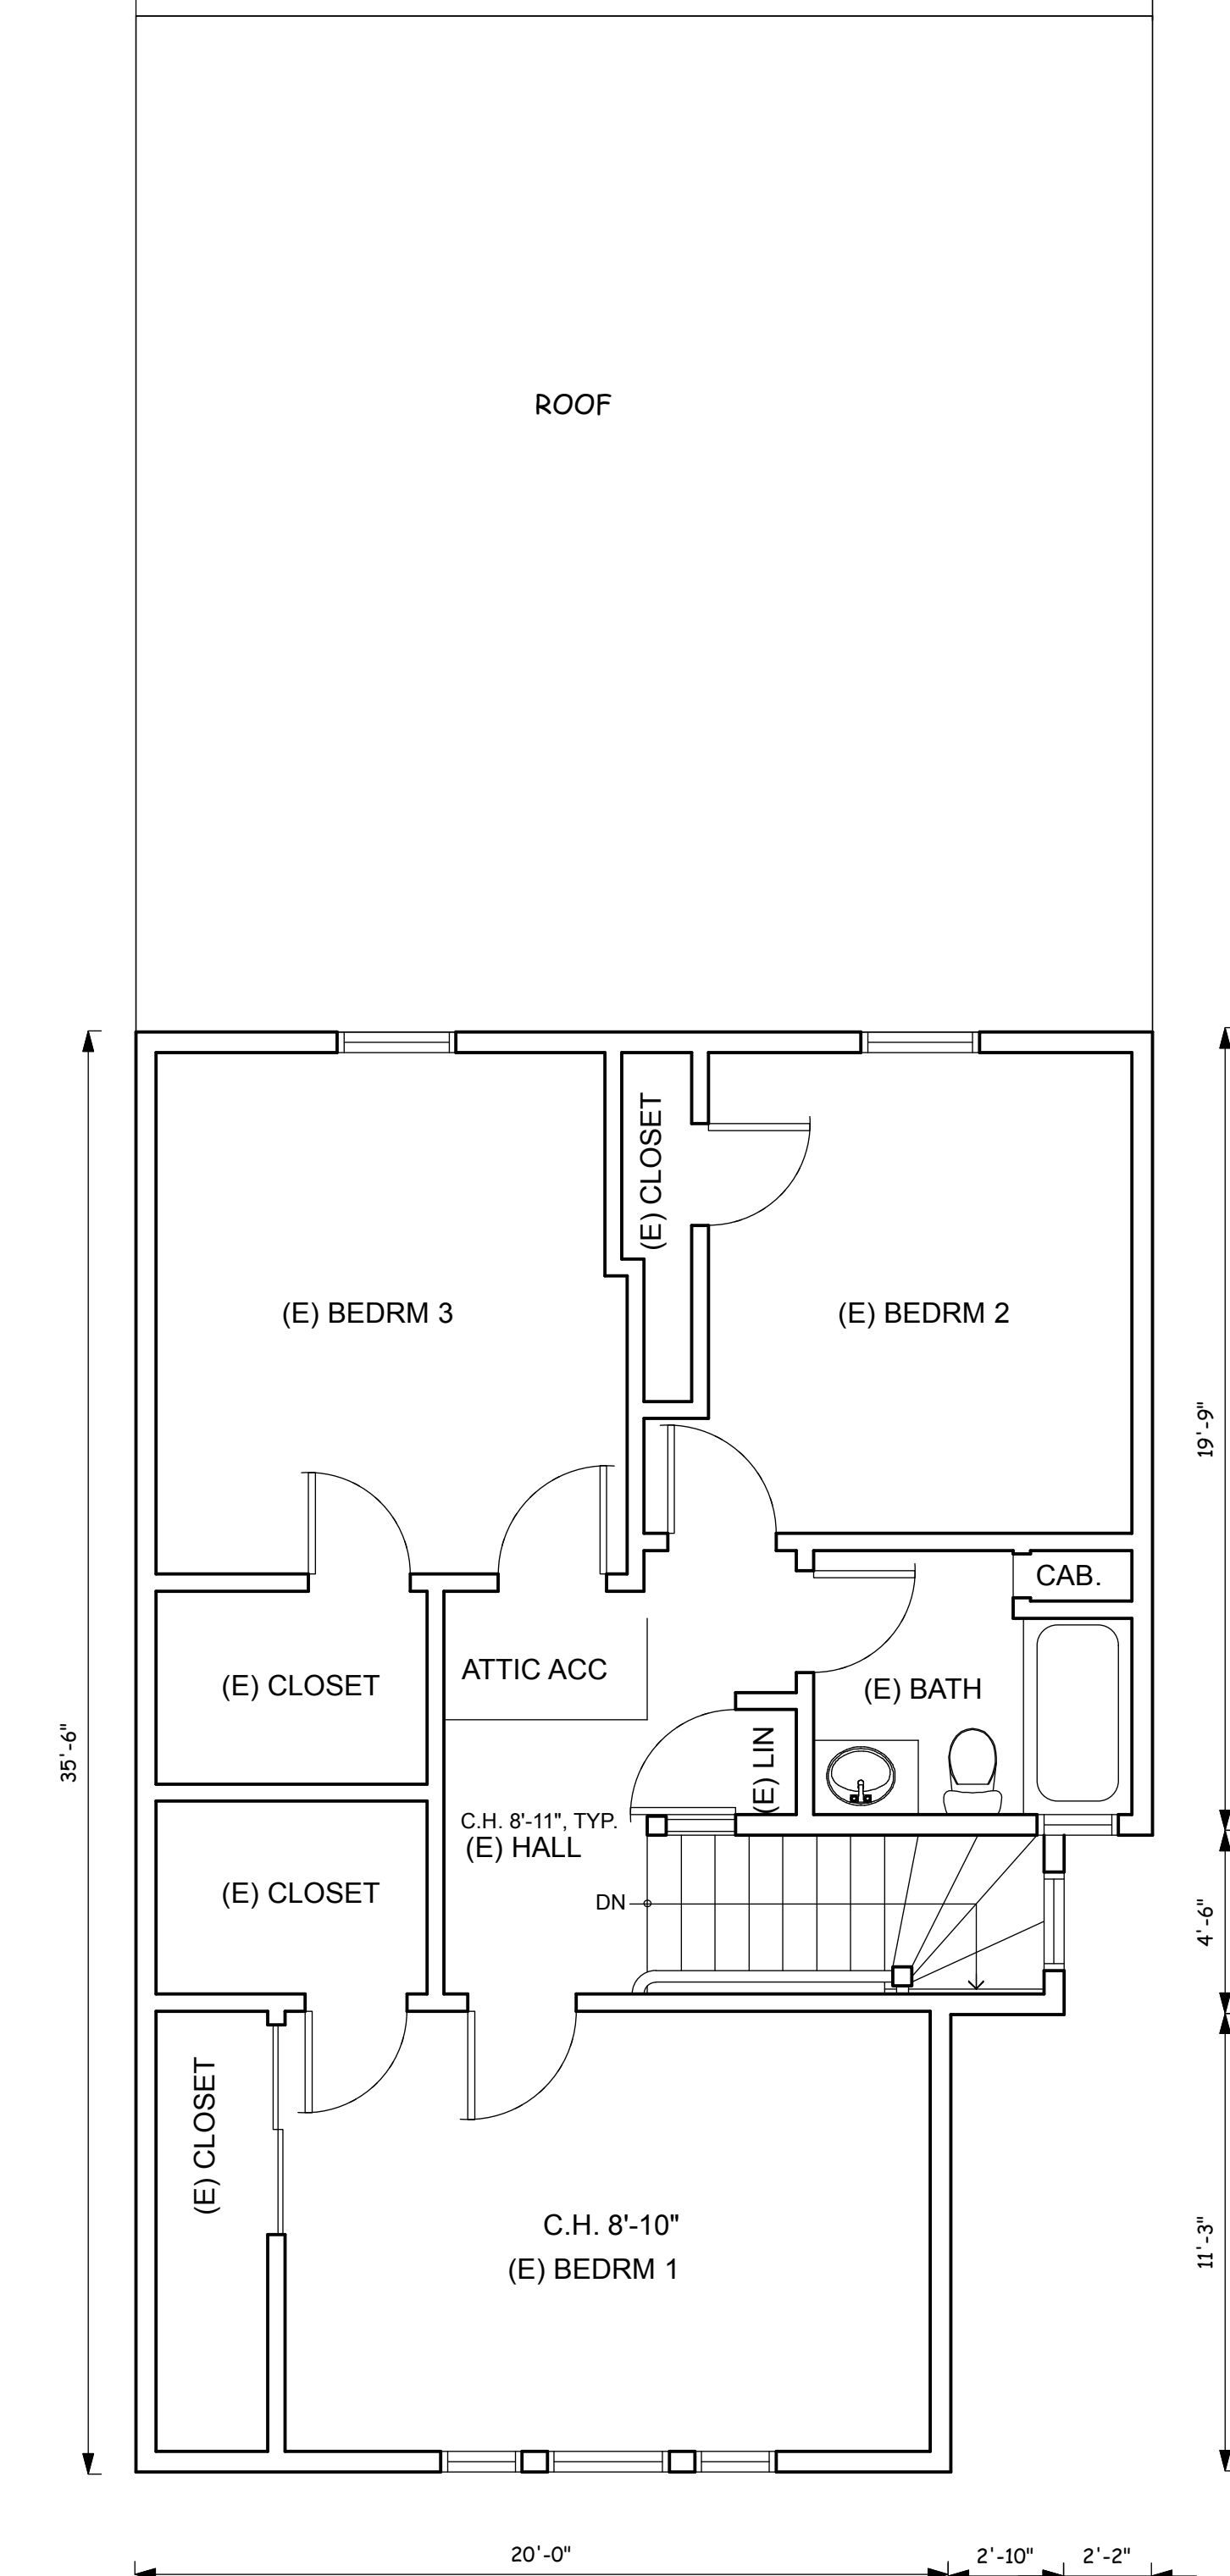 ROOF
(E) CLOSET
(E) BEDRM 3
(E) BEDRM 2
19'-9"
CAB.
ATTIC ACC
(E) CLOSET
(E) BATH
35'-6"
(E) LIN
C.H. 8'-11", TYP.
(E) HALL
(E) CLOSET
DN
4'-6"
(E) CLOSET
C.H. 8'-10"
(E) BEDRM 1
11'-3"
20'-0"
2'-10"
2'-2"